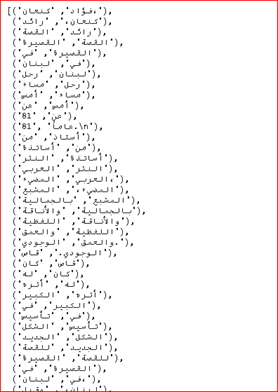 [('فؤاد', 'كنعان،'),
('كنعان،', 'رائد'),
('رائد', 'القصة'),
('القصة', 'القصيرة'),
('القصيرة', 'في'),
('في', 'لبنان'),
('لبنان', 'رحل'),
('رحل', 'مساء'),
('مساء', 'أمس'),
('أمس', 'عن'),
('عن', '81'),
('81', 'عاماً.\n'),
('أستاذ', 'من'),
('من', 'أساتذة'),
('أساتذة', 'النثر'),
('النثر', 'العربي'),
('العربي', 'المضيء،'),
('المضيء،', 'المشبع'),
('المشبع', 'بالجمالية'),
('بالجمالية', 'والأناقة'),
('والأناقة', 'اللفظية'),
('اللفظية', 'والعمق'),
('والعمق', 'الوجودي.'),
('الوجودي.', 'قاص'),
('قاص', 'كان'),
('كان', 'له'),
('له', 'أثره'),
('أثره', 'الكبير'),
('الكبير', 'في'),
('في', 'تأسيس'),
('تأسيس', 'الشكل'),
('الشكل', 'الجديد'),
('الجديد', 'للقصة'),
('للقصة', 'القصيرة'),
('القصيرة', 'في'),
('في', 'لبنان،'),